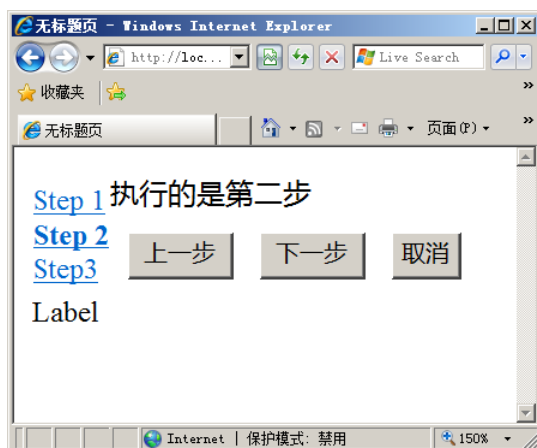 无标题页 - Windows Internet Explorer
http://loc... Live Search
收藏夹
无标题页 页面(P)
Step 1 执行的是第二步
Step 2
上一步 下一步 取消
Step3
Label
Internet | 保护模式: 禁用 150%